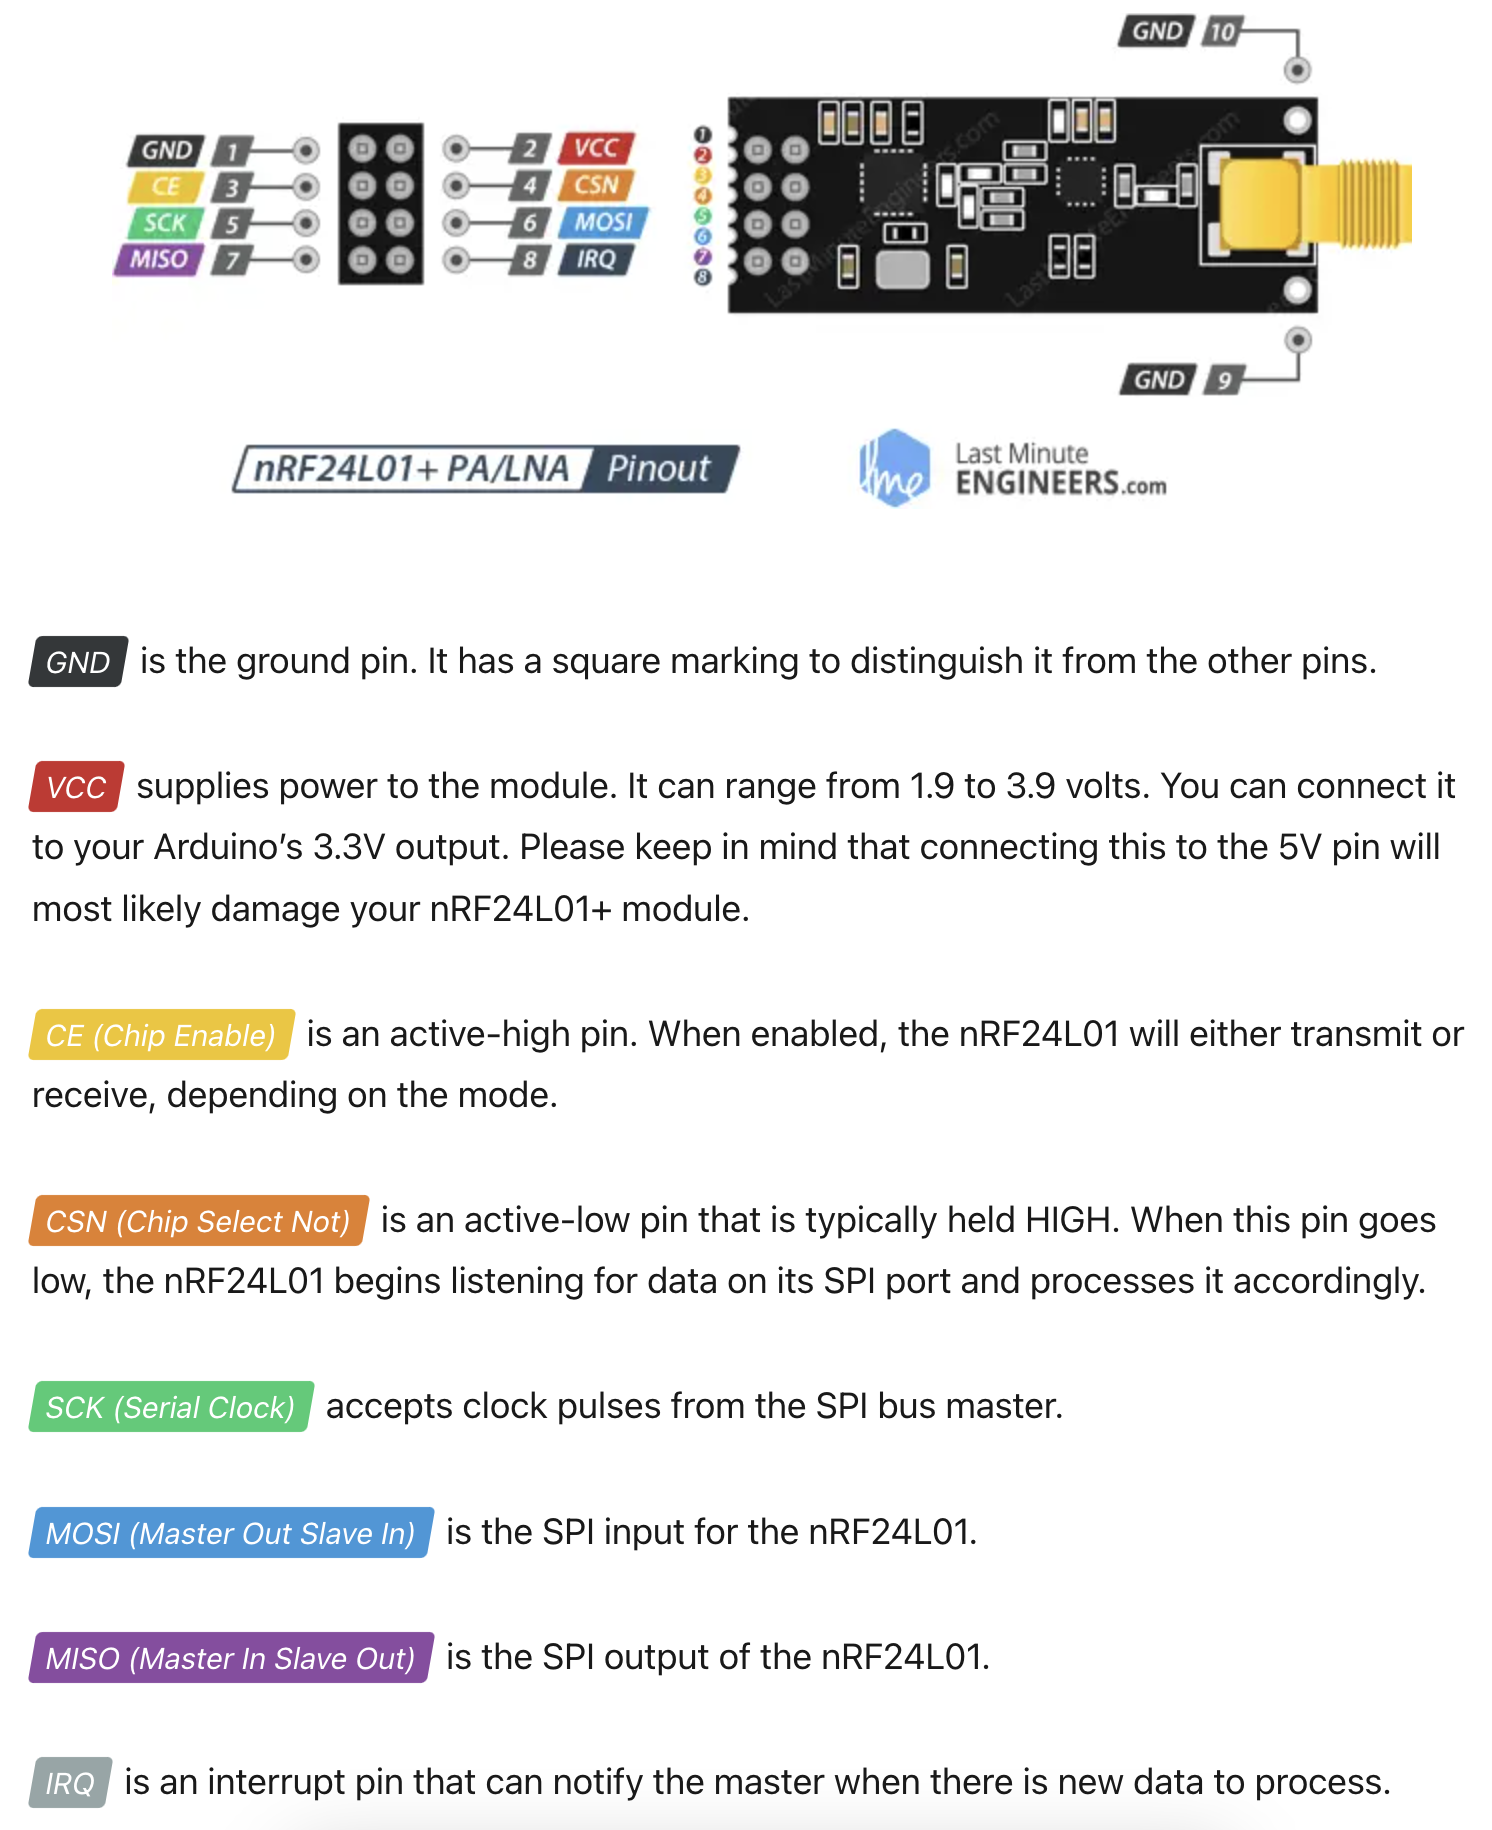 GND 10
GND 1
2 VCC
CE 3
4 CSN
SCK 5
6 MOSI
MISO 7
8 IRQ
1
2
3
4
5
6
7
8
LastMinuteEngineers.com
GND 9
nRF24L01+ PA/LNA Pinout
lme
Last Minute
ENGINEERS.com
GND is the ground pin. It has a square marking to distinguish it from the other pins.
VCC supplies power to the module. It can range from 1.9 to 3.9 volts. You can connect it
to your Arduino’s 3.3V output. Please keep in mind that connecting this to the 5V pin will
most likely damage your nRF24L01+ module.
CE (Chip Enable) is an active-high pin. When enabled, the nRF24L01 will either transmit or
receive, depending on the mode.
CSN (Chip Select Not) is an active-low pin that is typically held HIGH. When this pin goes
low, the nRF24L01 begins listening for data on its SPI port and processes it accordingly.
SCK (Serial Clock) accepts clock pulses from the SPI bus master.
MOSI (Master Out Slave In) is the SPI input for the nRF24L01.
MISO (Master In Slave Out) is the SPI output of the nRF24L01.
IRQ is an interrupt pin that can notify the master when there is new data to process.